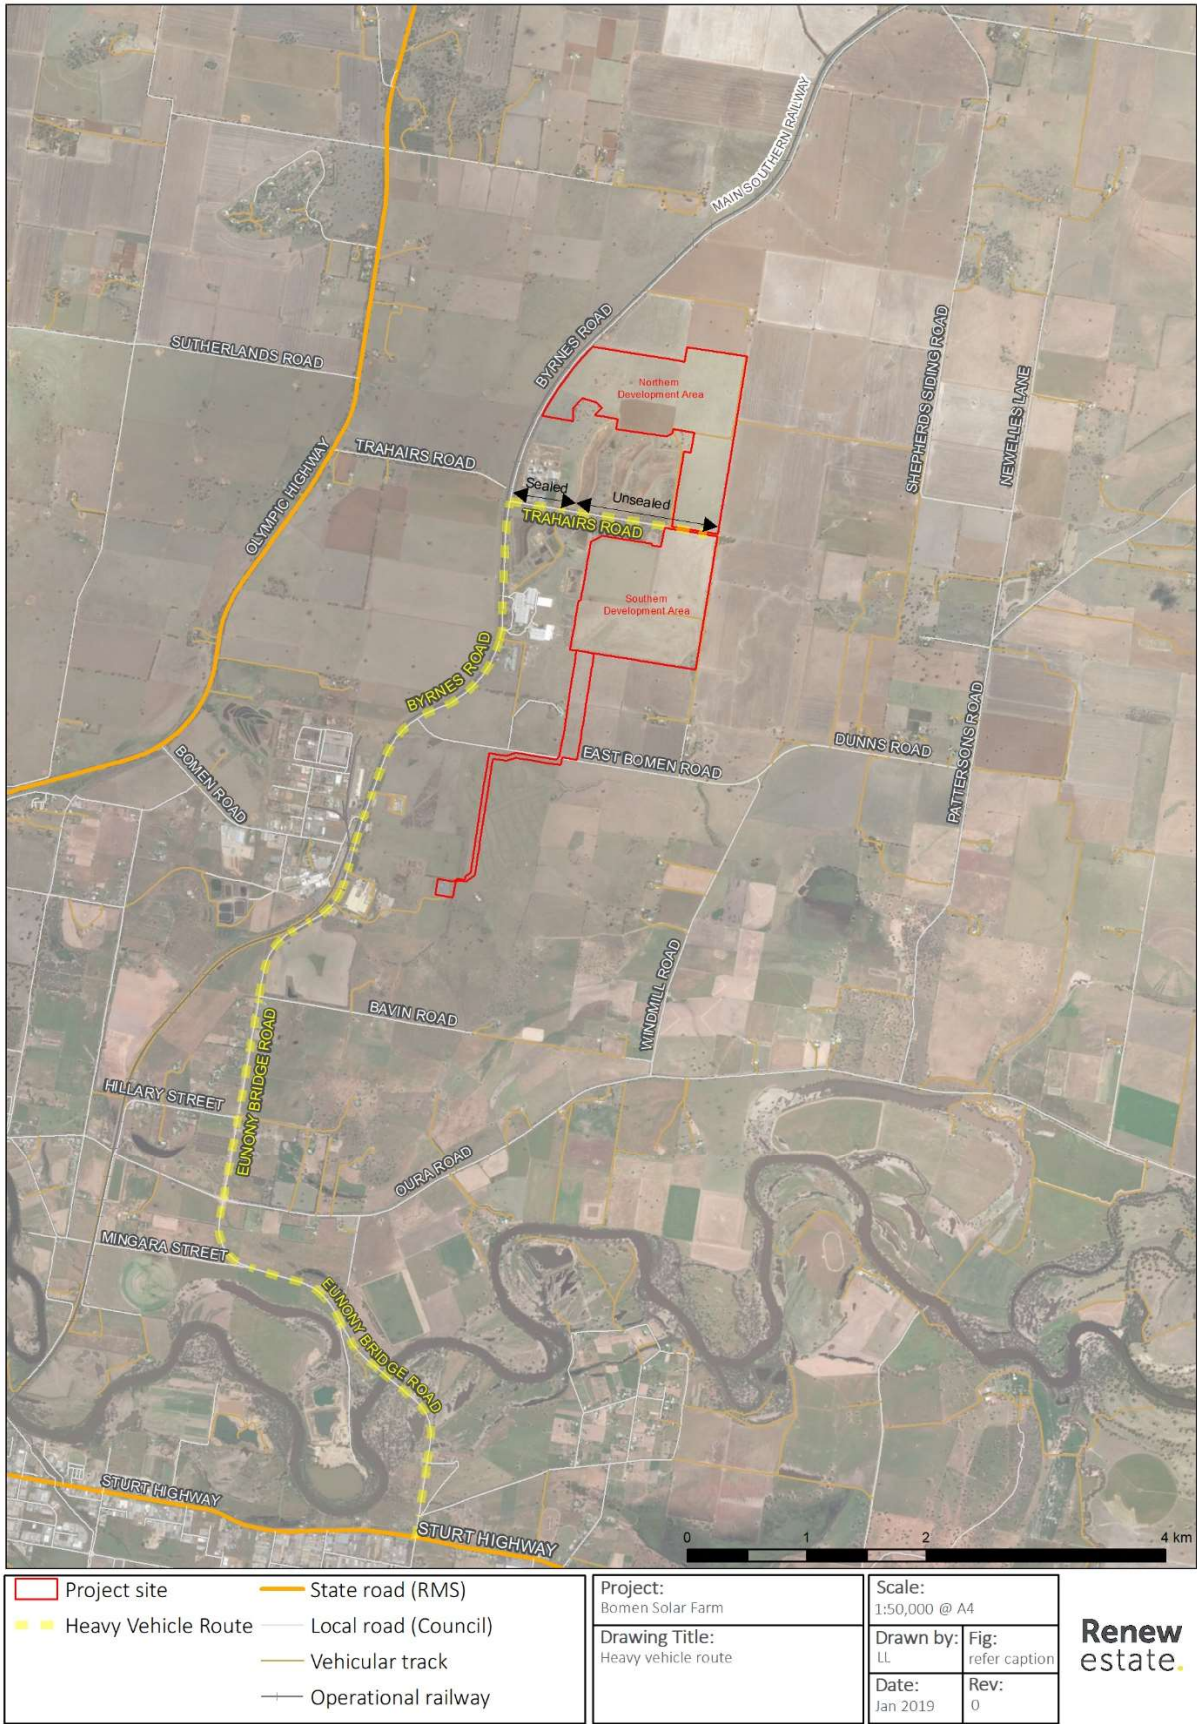 MAIN SOUTHERN RAILWAY
BYRNES ROAD
SUTHERLANDS ROAD
Northern
Development Area
SHEPHERDS SIDING ROAD
NEWELLES LANE
OLYMPIC HIGHWAY
TRAHAIRS ROAD
Sealed
Unsealed
TRAHAIRS ROAD
Southern
Development Area
BYRNES ROAD
BOMEN ROAD
EAST BOMEN ROAD
DUNNS ROAD
PATTERSONS ROAD
WINDMILL ROAD
BAVIN ROAD
EUNONY BRIDGE ROAD
HILLARY STREET
OURA ROAD
MINGARA STREET
EUNONY BRIDGE ROAD
STURT HIGHWAY
STURT HIGHWAY
0 1 2 4 km
Project site
Heavy Vehicle Route
State road (RMS)
Local road (Council)
Vehicular track
Operational railway
Project:
Bomen Solar Farm
Drawing Title:
Heavy vehicle route
Scale:
1:50,000 @ A4
Drawn by:
LL
Fig:
refer caption
Date:
Jan 2019
Rev:
0
Renew
estate.